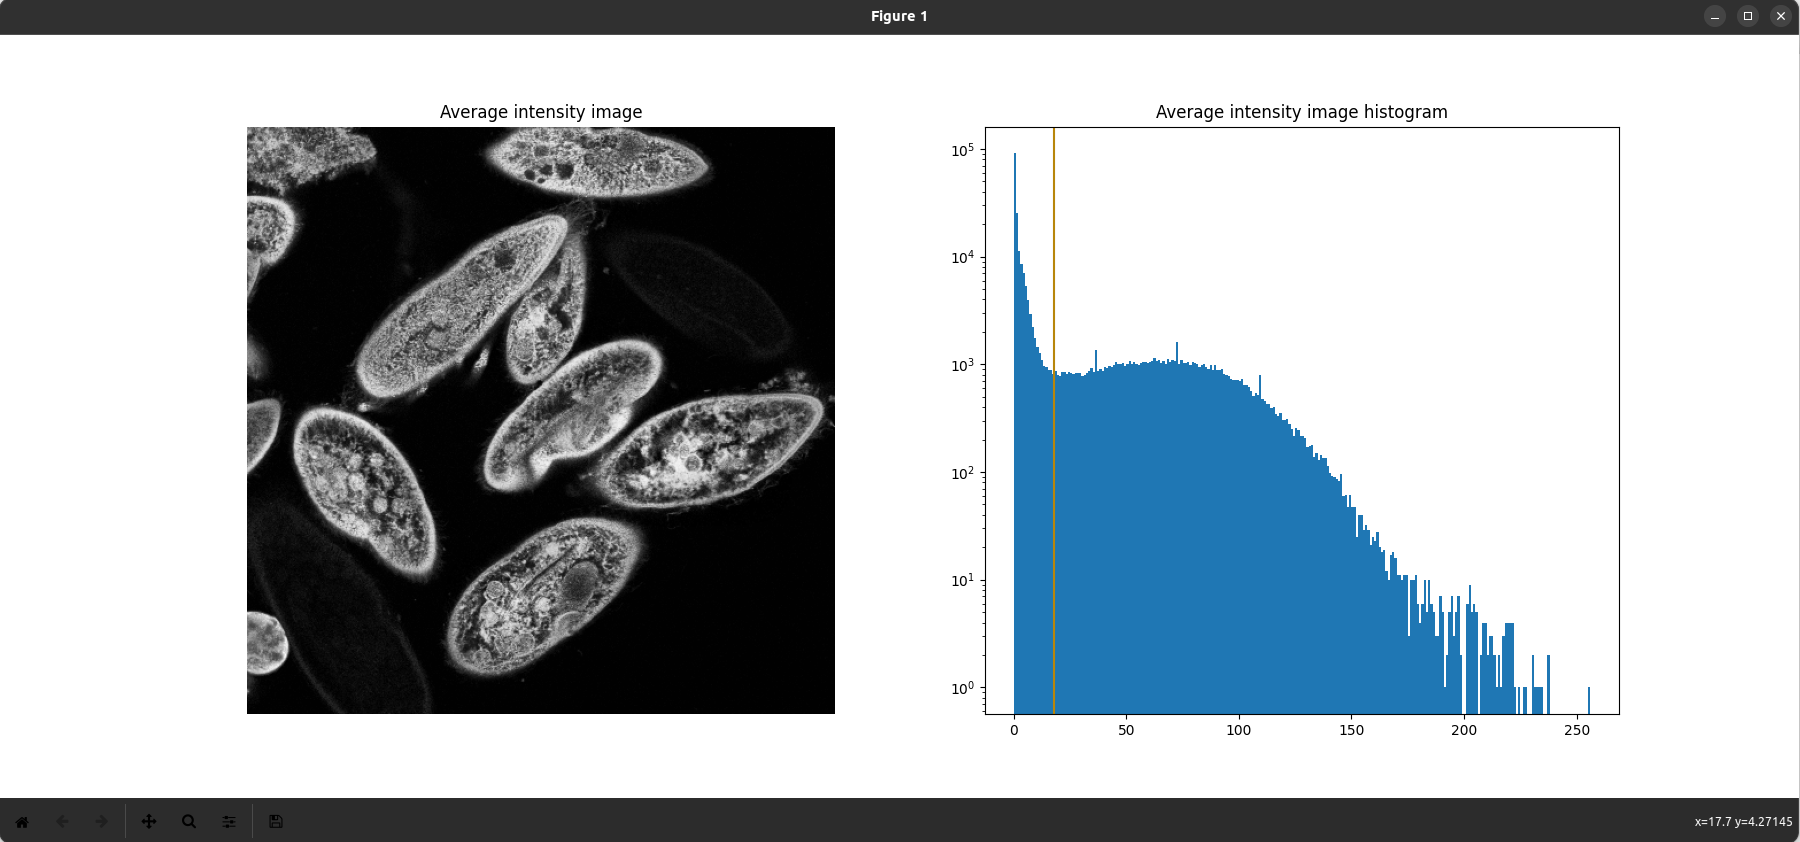 Figure 1
Average intensity image
Average intensity image histogram
10^5
10^4
10^3
10^2
10^1
10^0
0 50 100 150 200 250
x=17.7 y=4.27145